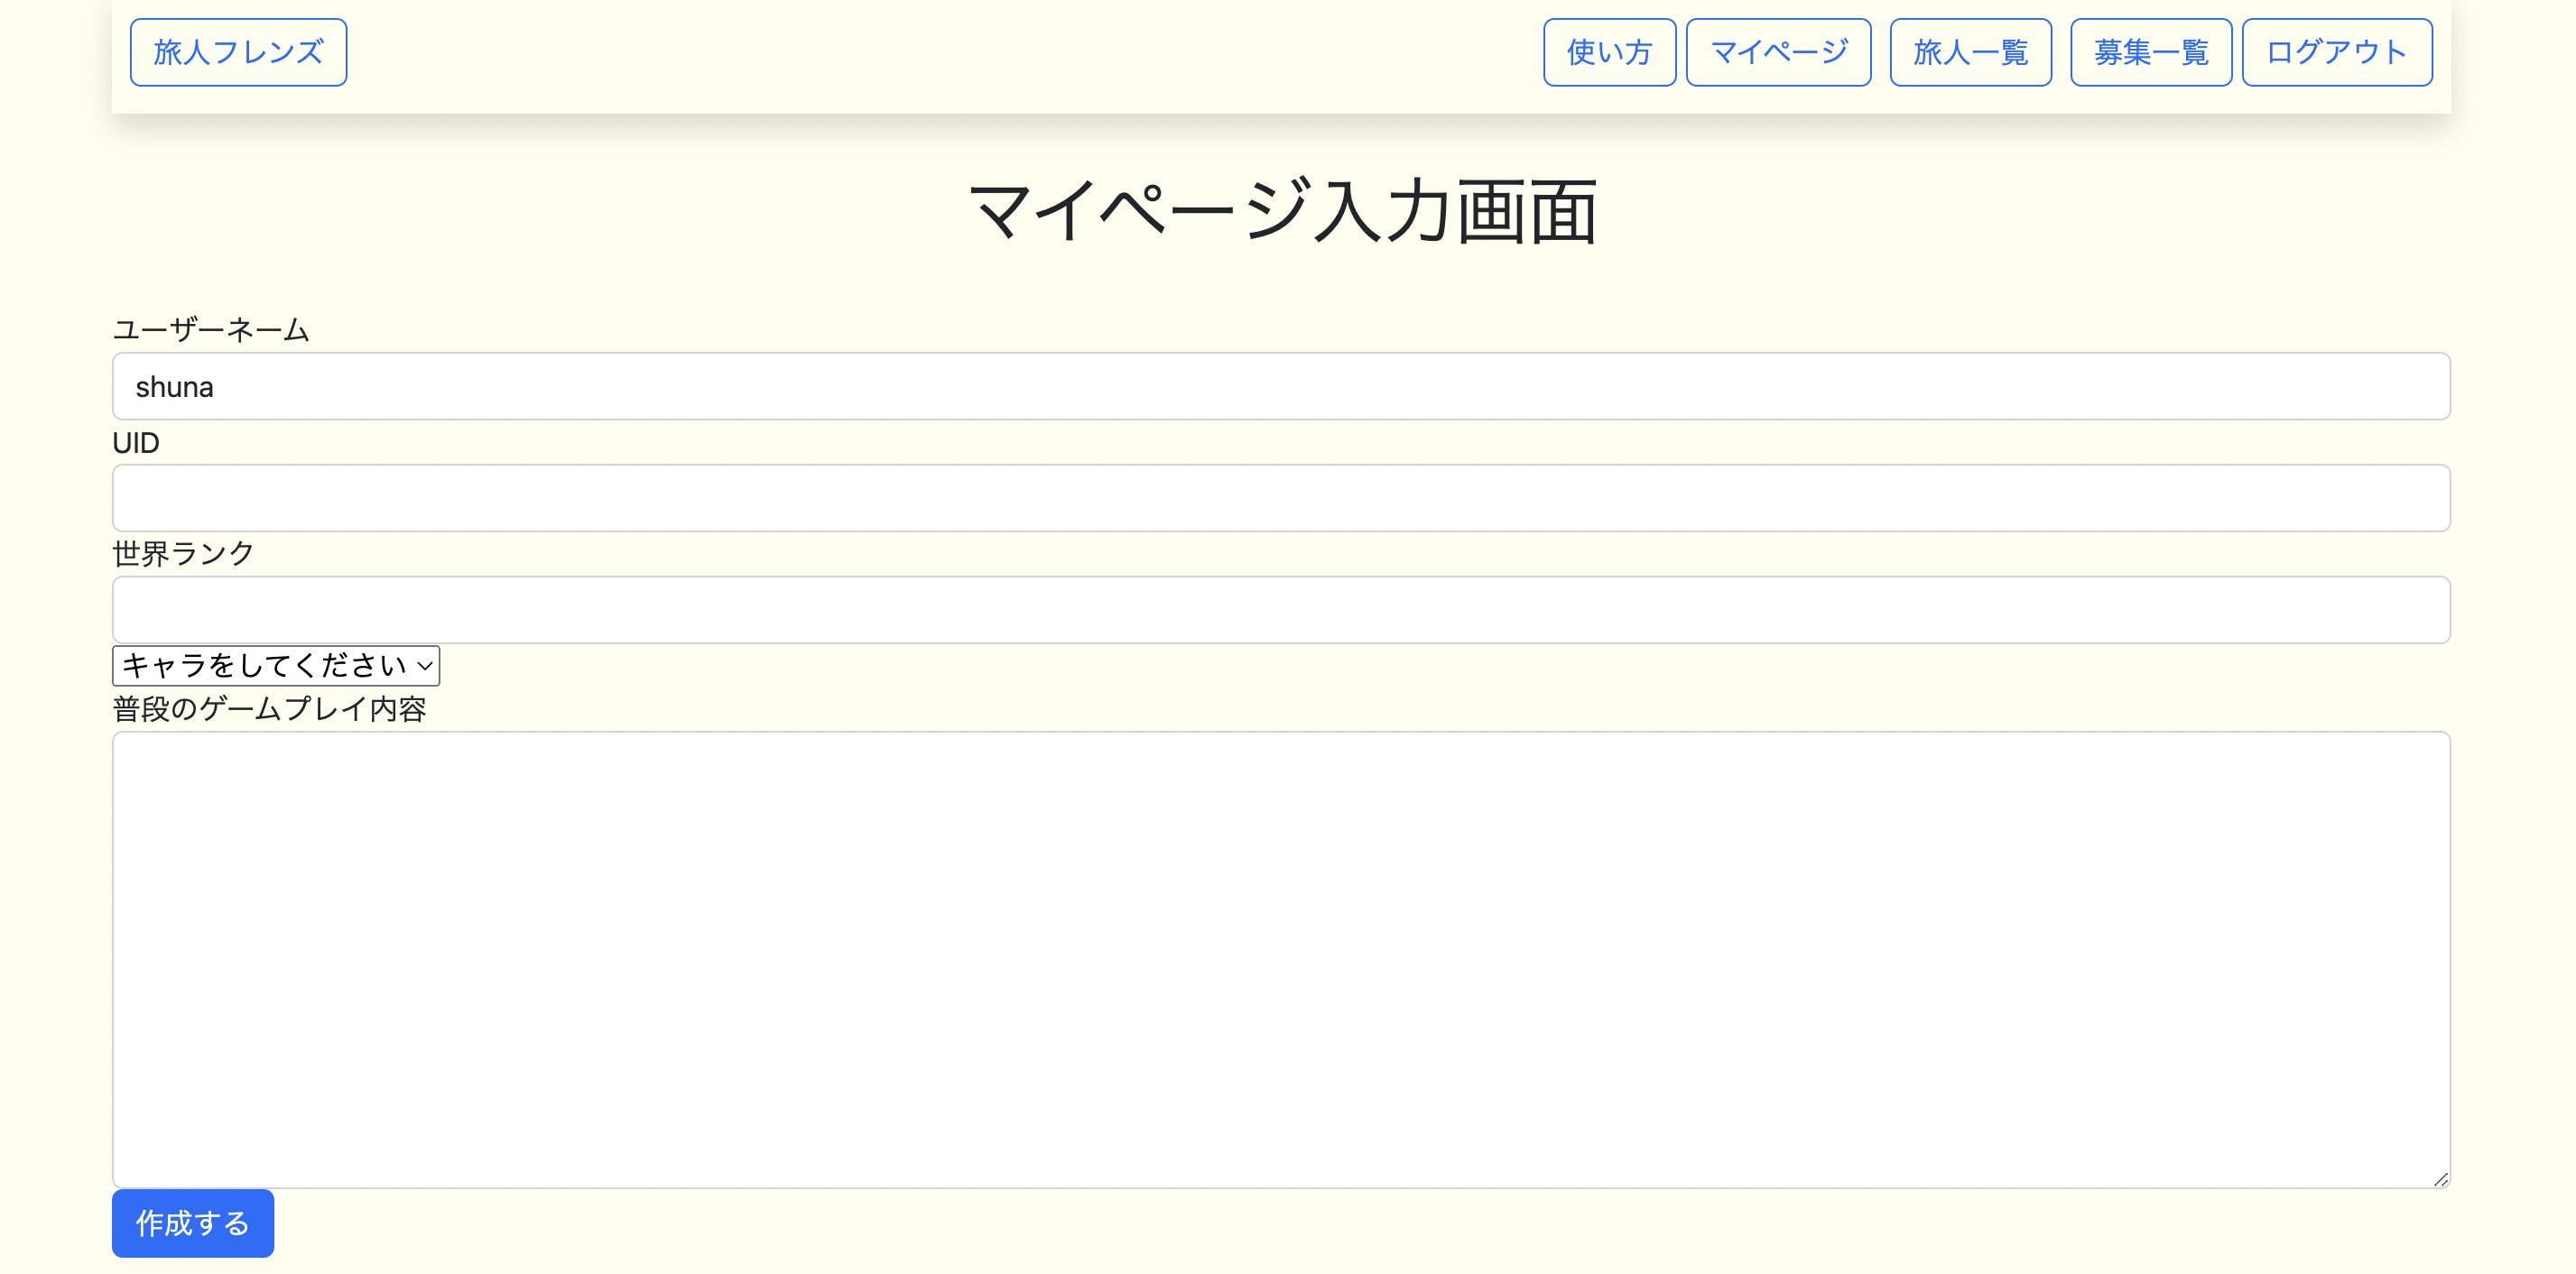 旅人フレンズ 使い方 マイページ 旅人一覧 募集一覧 ログアウト
マイページ入力画面
ユーザーネーム
shuna
UID
世界ランク
キャラをしてください
普段のゲームプレイ内容
作成する